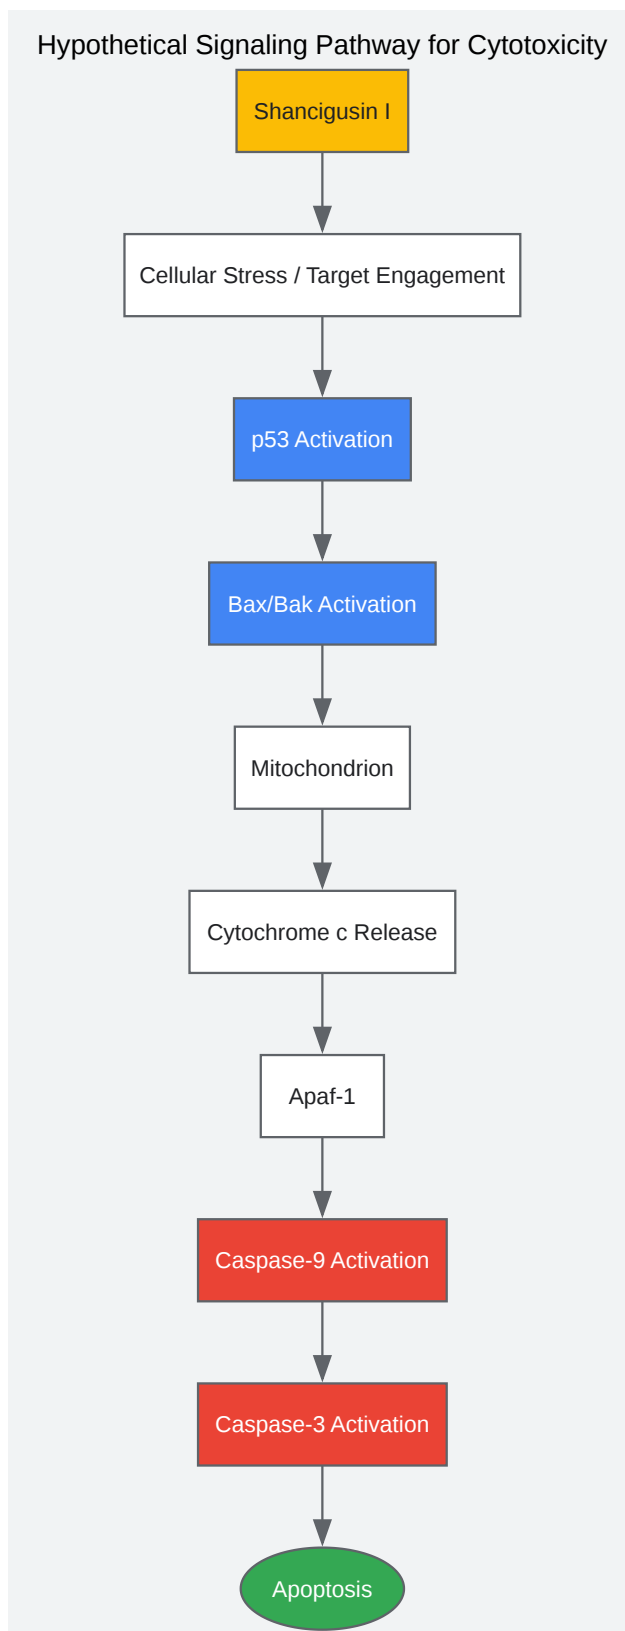 Hypothetical Signaling Pathway for Cytotoxicity
Shancigusin I
Cellular Stress / Target Engagement
p53 Activation
Bax/Bak Activation
Mitochondrion
Cytochrome c Release
Apaf-1
Caspase-9 Activation
Caspase-3 Activation
Apoptosis